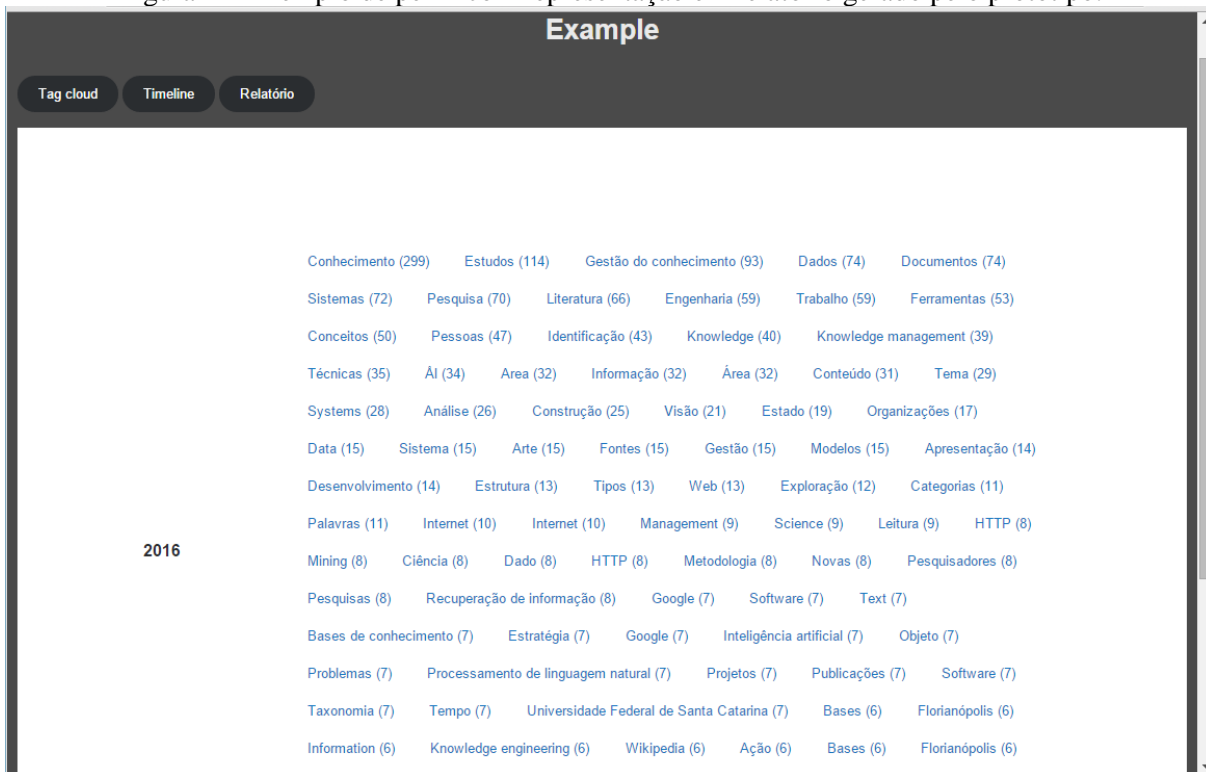 Example
Tag cloud Timeline Relatório
Conhecimento (299) Estudos (114) Gestão do conhecimento (93) Dados (74) Documentos (74)
Sistemas (72) Pesquisa (70) Literatura (66) Engenharia (59) Trabalho (59) Ferramentas (53)
Conceitos (50) Pessoas (47) Identificação (43) Knowledge (40) Knowledge management (39)
Técnicas (35) Âl (34) Area (32) Informação (32) Área (32) Conteúdo (31) Tema (29)
Systems (28) Análise (26) Construção (25) Visão (21) Estado (19) Organizações (17)
Data (15) Sistema (15) Arte (15) Fontes (15) Gestão (15) Modelos (15) Apresentação (14)
Desenvolvimento (14) Estrutura (13) Tipos (13) Web (13) Exploração (12) Categorias (11)
Palavras (11) Internet (10) Internet (10) Management (9) Science (9) Leitura (9) HTTP (8)
2016
Mining (8) Ciência (8) Dado (8) HTTP (8) Metodologia (8) Novas (8) Pesquisadores (8)
Pesquisas (8) Recuperação de informação (8) Google (7) Software (7) Text (7)
Bases de conhecimento (7) Estratégia (7) Google (7) Inteligência artificial (7) Objeto (7)
Problemas (7) Processamento de linguagem natural (7) Projetos (7) Publicações (7) Software (7)
Taxonomia (7) Tempo (7) Universidade Federal de Santa Catarina (7) Bases (6) Florianópolis (6)
Information (6) Knowledge engineering (6) Wikipedia (6) Ação (6) Bases (6) Florianópolis (6)